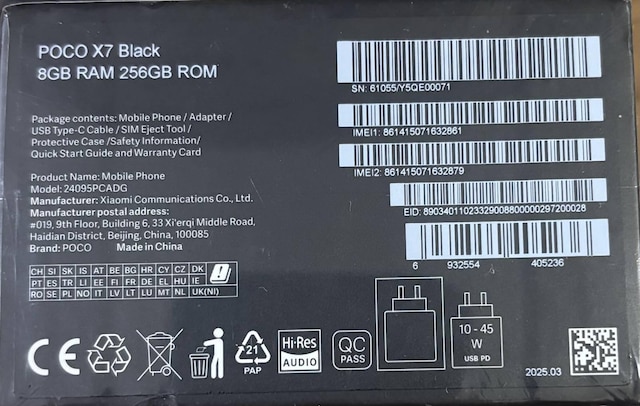 POCO X7 Black
8GB RAM 256GB ROM
SN: 61055/Y5QE00071
Package contents: Mobile Phone / Adapter /
USB Type-C Cable / SIM Eject Tool /
Protective Case /Safety Information/
Quick Start Guide and Warranty Card
IMEI1: 861415071632861
IMEI2: 861415071632879
Product Name: Mobile Phone
Model: 24095PCADG
Manufacturer: Xiaomi Communications Co., Ltd.
Manufacturer postal address:
#019, 9th Floor, Building 6, 33 Xi'erqi Middle Road,
Haidian District, Beijing, China, 100085
Brand: POCO Made in China
EID: 89034011023329008800000297200028
6 932554 405236
CH SI SK IS AT BE BG HR CY CZ DK
PT ES TR LI EE FI FR DE EL HU IE
RO SE PL NO IT LV LT LU MT NL UK(NI)
CE
21
PAP
Hi-Res
AUDIO
QC
PASS
10 - 45
W
USB PD
2025.03